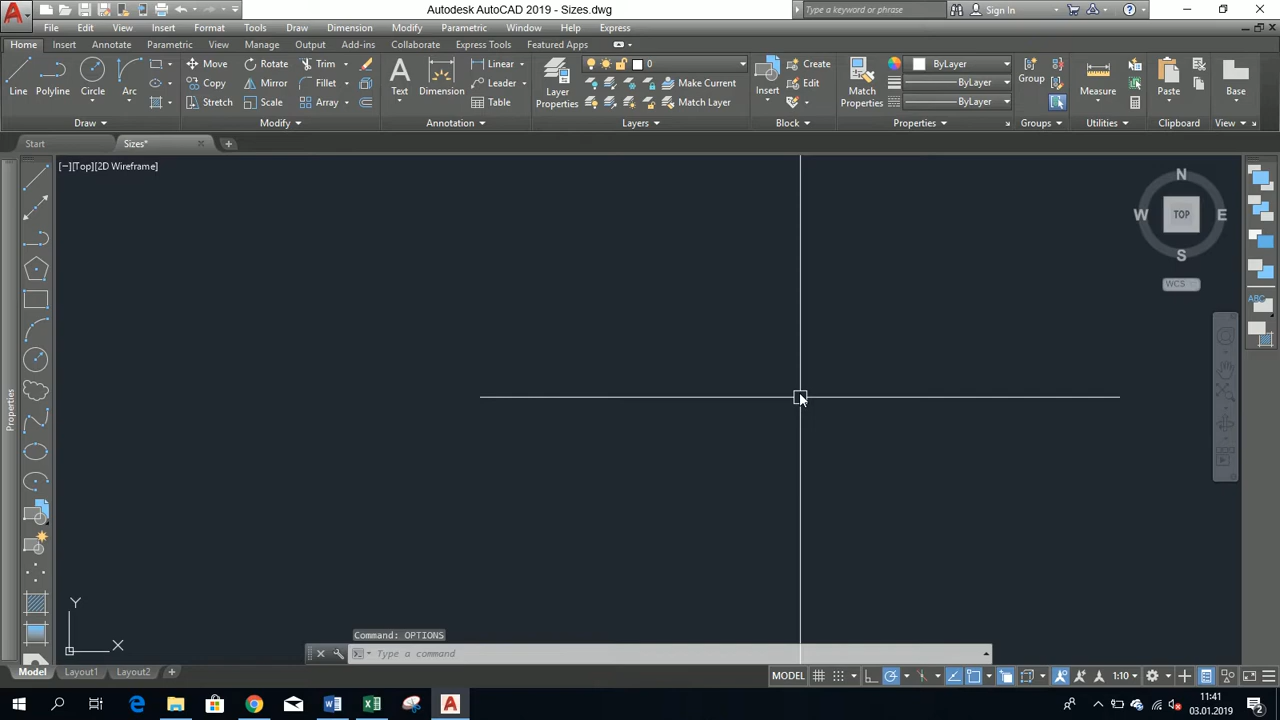 Autodesk AutoCAD 2019 - Sizes.dwg
Type a keyword or phrase
Sign In
File Edit View Insert Format Tools Draw Dimension Modify Parametric Window Help Express
Home Insert Annotate Parametric View Manage Output Add-ins Collaborate Express Tools Featured Apps
Line Polyline Circle Arc
Move Rotate Trim
Copy Mirror Fillet
Stretch Scale Array
Text Dimension
Linear
Leader
Table
Layer Properties
0
Make Current
Match Layer
Insert
Create
Edit
Match Properties
ByLayer
ByLayer
ByLayer
Group
Measure
Paste
Base
Draw Modify Annotation Layers Block Properties Groups Utilities Clipboard View
Start Sizes*
[−][Top][2D Wireframe]
N
W TOP E
S
WCS
ABC
Properties
Y
X
Command: OPTIONS
Type a command
Model Layout1 Layout2 +
MODEL 1:10
11:41
03.01.2019
2